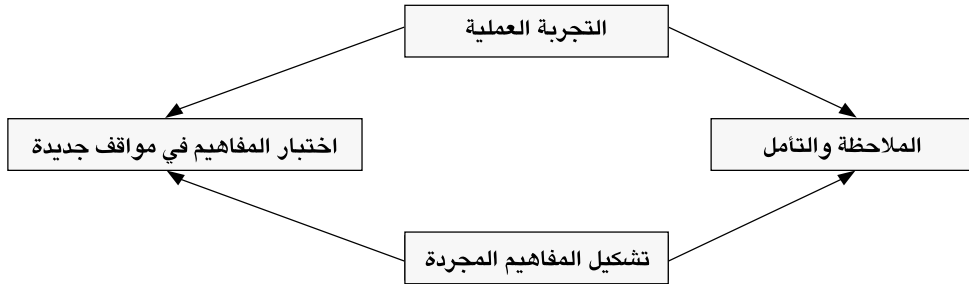 التجربة العملية
الملاحظة والتأمل
اختبار المفاهيم في مواقف جديدة
تشكيل المفاهيم المجردة